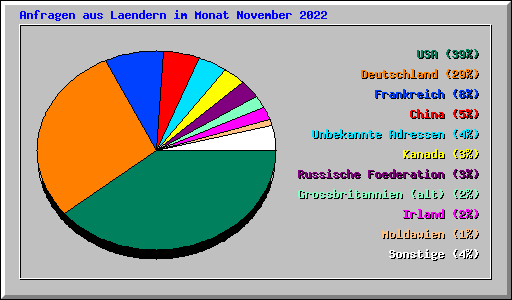 Anfragen aus Laendern im Monat November 2022
USA (39%)
Deutschland (29%)
Frankreich (8%)
China (5%)
Unbekannte Adressen (4%)
Kanada (3%)
Russische Foederation (3%)
Grossbritannien (alt) (2%)
Irland (2%)
Moldawien (1%)
Sonstige (4%)